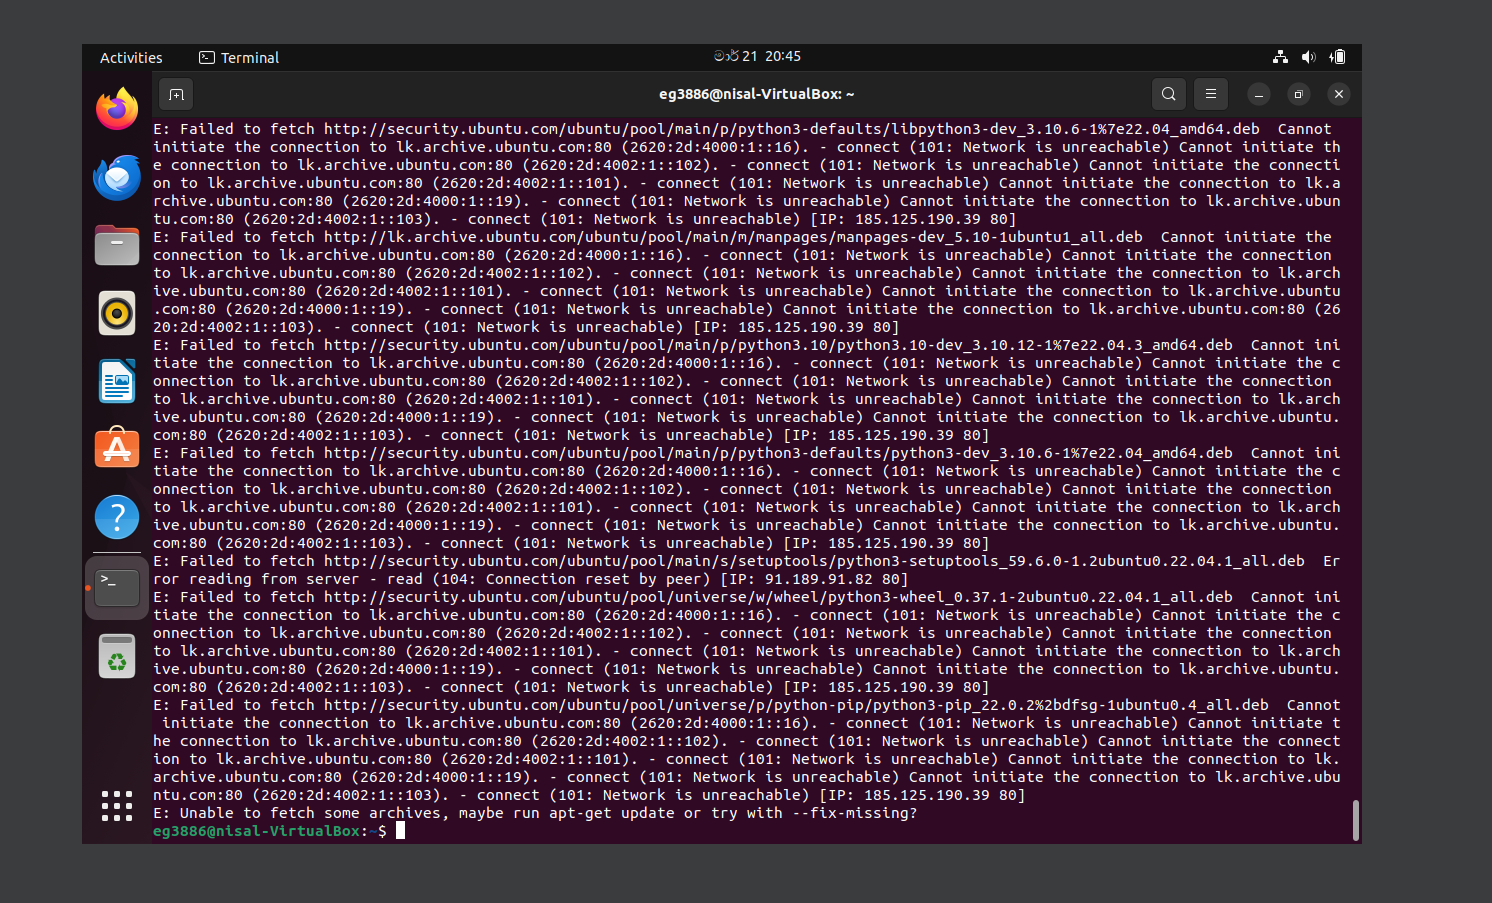 Activities
Terminal
මාර් 21 20:45
eg3886@nisal-VirtualBox: ~
E: Failed to fetch http://security.ubuntu.com/ubuntu/pool/main/p/python3-defaults/libpython3-dev_3.10.6-1%7e22.04_amd64.deb  Cannot
initiate the connection to lk.archive.ubuntu.com:80 (2620:2d:4000:1::16). - connect (101: Network is unreachable) Cannot initiate th
e connection to lk.archive.ubuntu.com:80 (2620:2d:4002:1::102). - connect (101: Network is unreachable) Cannot initiate the connecti
on to lk.archive.ubuntu.com:80 (2620:2d:4002:1::101). - connect (101: Network is unreachable) Cannot initiate the connection to lk.a
rchive.ubuntu.com:80 (2620:2d:4000:1::19). - connect (101: Network is unreachable) Cannot initiate the connection to lk.archive.ubun
tu.com:80 (2620:2d:4002:1::103). - connect (101: Network is unreachable) [IP: 185.125.190.39 80]
E: Failed to fetch http://lk.archive.ubuntu.com/ubuntu/pool/main/m/manpages/manpages-dev_5.10-1ubuntu1_all.deb  Cannot initiate the
connection to lk.archive.ubuntu.com:80 (2620:2d:4000:1::16). - connect (101: Network is unreachable) Cannot initiate the connection
to lk.archive.ubuntu.com:80 (2620:2d:4002:1::102). - connect (101: Network is unreachable) Cannot initiate the connection to lk.arch
ive.ubuntu.com:80 (2620:2d:4002:1::101). - connect (101: Network is unreachable) Cannot initiate the connection to lk.archive.ubuntu
.com:80 (2620:2d:4000:1::19). - connect (101: Network is unreachable) Cannot initiate the connection to lk.archive.ubuntu.com:80 (26
20:2d:4002:1::103). - connect (101: Network is unreachable) [IP: 185.125.190.39 80]
E: Failed to fetch http://security.ubuntu.com/ubuntu/pool/main/p/python3.10/python3.10-dev_3.10.12-1%7e22.04.3_amd64.deb  Cannot ini
tiate the connection to lk.archive.ubuntu.com:80 (2620:2d:4000:1::16). - connect (101: Network is unreachable) Cannot initiate the c
onnection to lk.archive.ubuntu.com:80 (2620:2d:4002:1::102). - connect (101: Network is unreachable) Cannot initiate the connection
to lk.archive.ubuntu.com:80 (2620:2d:4002:1::101). - connect (101: Network is unreachable) Cannot initiate the connection to lk.arch
ive.ubuntu.com:80 (2620:2d:4000:1::19). - connect (101: Network is unreachable) Cannot initiate the connection to lk.archive.ubuntu.
com:80 (2620:2d:4002:1::103). - connect (101: Network is unreachable) [IP: 185.125.190.39 80]
E: Failed to fetch http://security.ubuntu.com/ubuntu/pool/main/p/python3-defaults/python3-dev_3.10.6-1%7e22.04_amd64.deb  Cannot ini
tiate the connection to lk.archive.ubuntu.com:80 (2620:2d:4000:1::16). - connect (101: Network is unreachable) Cannot initiate the c
onnection to lk.archive.ubuntu.com:80 (2620:2d:4002:1::102). - connect (101: Network is unreachable) Cannot initiate the connection
to lk.archive.ubuntu.com:80 (2620:2d:4002:1::101). - connect (101: Network is unreachable) Cannot initiate the connection to lk.arch
ive.ubuntu.com:80 (2620:2d:4000:1::19). - connect (101: Network is unreachable) Cannot initiate the connection to lk.archive.ubuntu.
com:80 (2620:2d:4002:1::103). - connect (101: Network is unreachable) [IP: 185.125.190.39 80]
E: Failed to fetch http://security.ubuntu.com/ubuntu/pool/main/s/setuptools/python3-setuptools_59.6.0-1.2ubuntu0.22.04.1_all.deb  Er
ror reading from server - read (104: Connection reset by peer) [IP: 91.189.91.82 80]
E: Failed to fetch http://security.ubuntu.com/ubuntu/pool/universe/w/wheel/python3-wheel_0.37.1-2ubuntu0.22.04.1_all.deb  Cannot ini
tiate the connection to lk.archive.ubuntu.com:80 (2620:2d:4000:1::16). - connect (101: Network is unreachable) Cannot initiate the c
onnection to lk.archive.ubuntu.com:80 (2620:2d:4002:1::102). - connect (101: Network is unreachable) Cannot initiate the connection
to lk.archive.ubuntu.com:80 (2620:2d:4002:1::101). - connect (101: Network is unreachable) Cannot initiate the connection to lk.arch
ive.ubuntu.com:80 (2620:2d:4000:1::19). - connect (101: Network is unreachable) Cannot initiate the connection to lk.archive.ubuntu.
com:80 (2620:2d:4002:1::103). - connect (101: Network is unreachable) [IP: 185.125.190.39 80]
E: Failed to fetch http://security.ubuntu.com/ubuntu/pool/universe/p/python-pip/python3-pip_22.0.2%2bdfsg-1ubuntu0.4_all.deb  Cannot
 initiate the connection to lk.archive.ubuntu.com:80 (2620:2d:4000:1::16). - connect (101: Network is unreachable) Cannot initiate t
he connection to lk.archive.ubuntu.com:80 (2620:2d:4002:1::102). - connect (101: Network is unreachable) Cannot initiate the connect
ion to lk.archive.ubuntu.com:80 (2620:2d:4002:1::101). - connect (101: Network is unreachable) Cannot initiate the connection to lk.
archive.ubuntu.com:80 (2620:2d:4000:1::19). - connect (101: Network is unreachable) Cannot initiate the connection to lk.archive.ubu
ntu.com:80 (2620:2d:4002:1::103). - connect (101: Network is unreachable) [IP: 185.125.190.39 80]
E: Unable to fetch some archives, maybe run apt-get update or try with --fix-missing?
eg3886@nisal-VirtualBox:~$